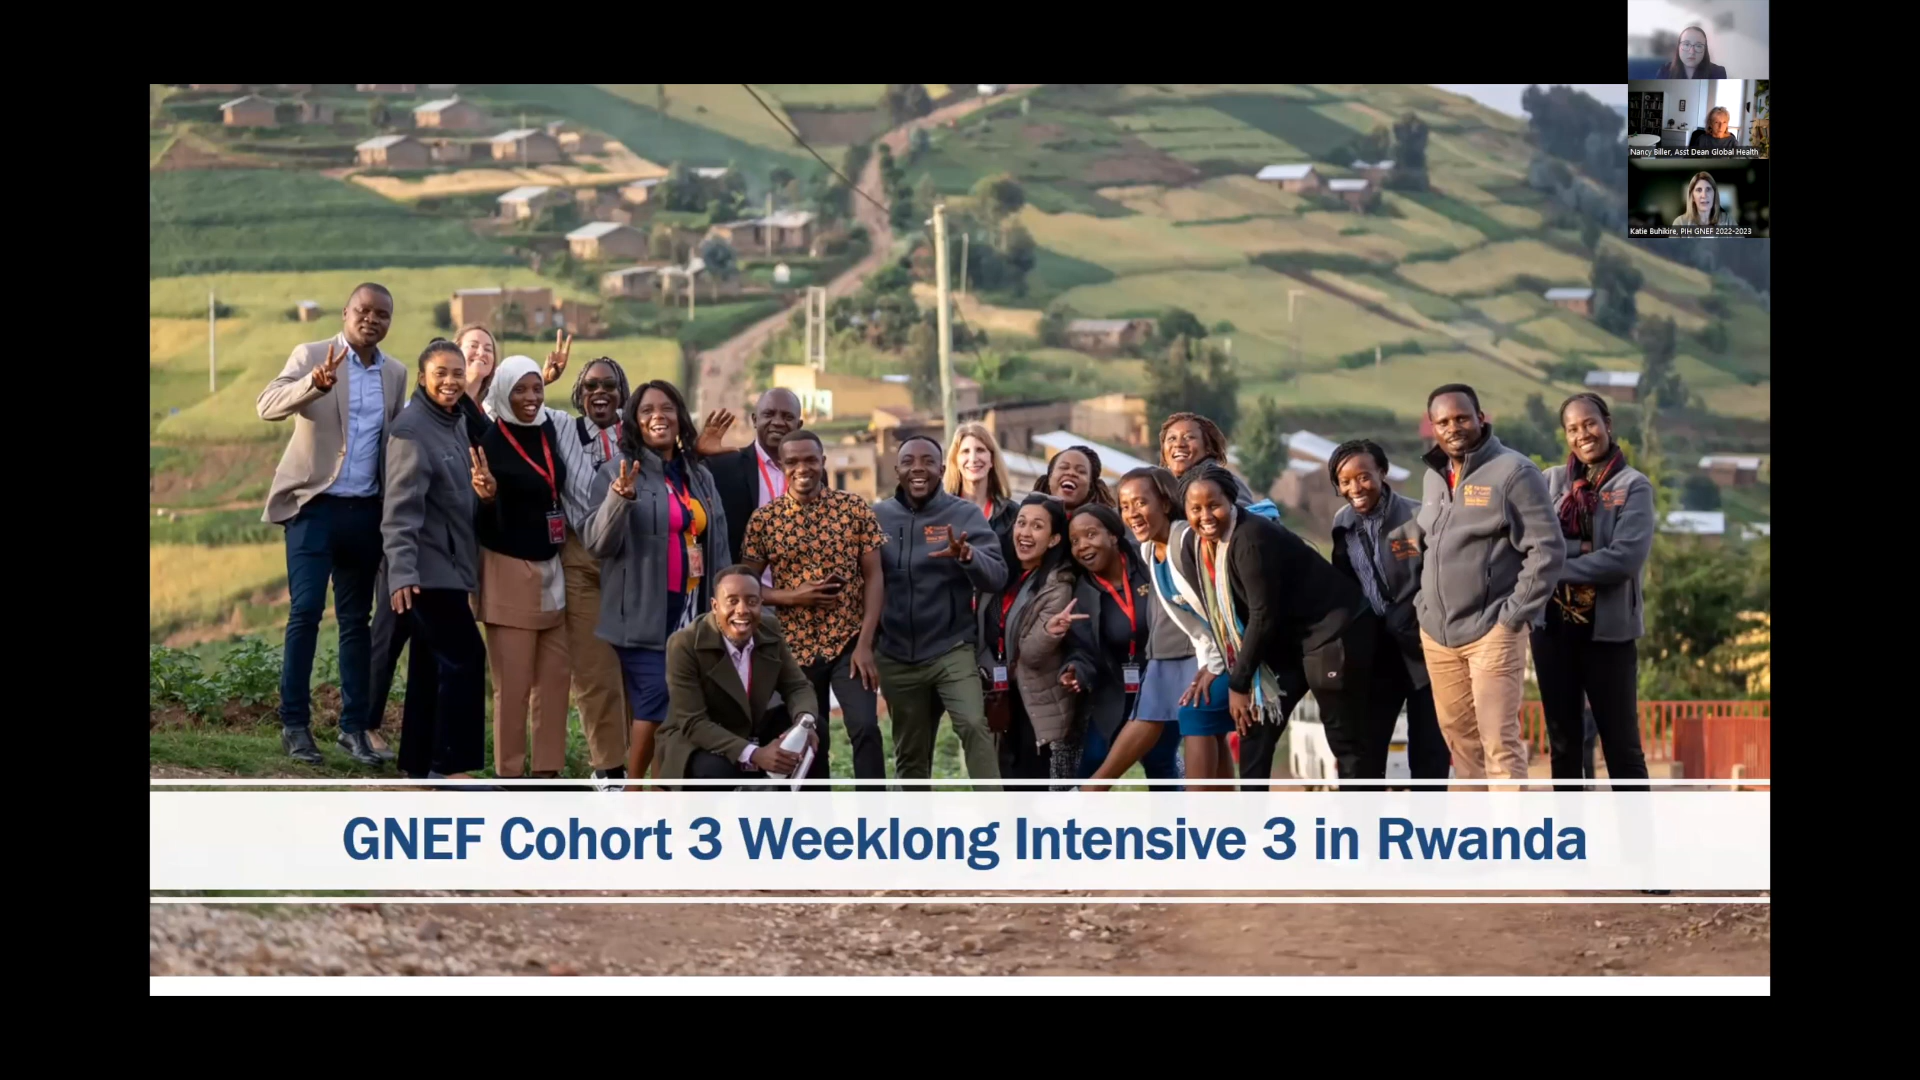 Nancy Biller, Asst Dean Global Health
Katie Buhikire, PIH GNEF 2022-2023
GNEF Cohort 3 Weeklong Intensive 3 in Rwanda